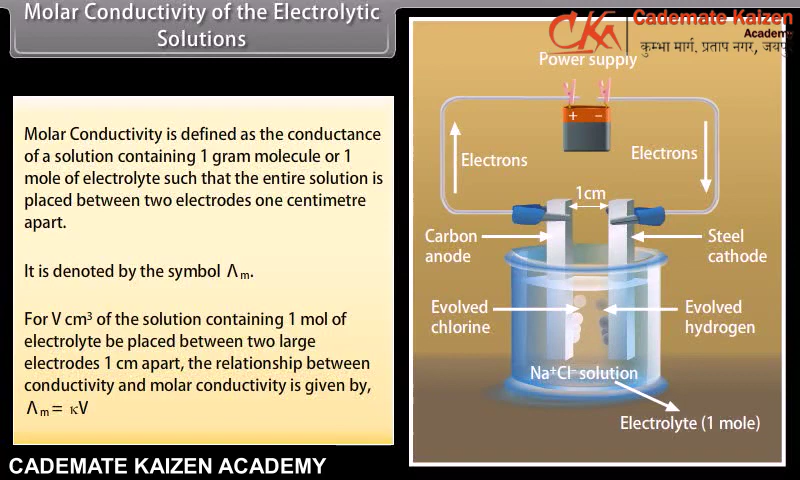 Molar Conductivity of the Electrolytic
Solutions
Cademate Kaizen
Academy
CKA
कुम्भा मार्ग, प्रताप नगर, जयपुर
Power supply
Molar Conductivity is defined as the conductance
of a solution containing 1 gram molecule or 1
mole of electrolyte such that the entire solution is
placed between two electrodes one centimetre
apart.
It is denoted by the symbol Λm.
For V cm³ of the solution containing 1 mol of
electrolyte be placed between two large
electrodes 1 cm apart, the relationship between
conductivity and molar conductivity is given by,
Λm = κV
+ −
Electrons
Electrons
1cm
Carbon
anode
Steel
cathode
Evolved
chlorine
Evolved
hydrogen
Na⁺Cl⁻ solution
Electrolyte (1 mole)
CADEMATE KAIZEN ACADEMY